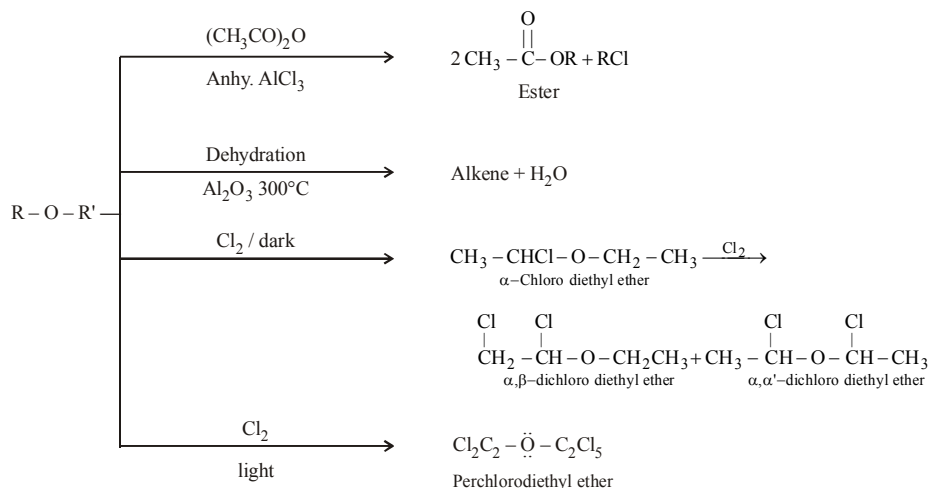 (CH₃CO)₂O
Anhy. AlCl₃
O
||
2 CH₃ – C – OR + RCl
Ester
Dehydration
Al₂O₃ 300°C
Alkene + H₂O
R – O – R'
Cl₂ / dark
CH₃ – CHCl – O – CH₂ – CH₃ Cl₂
α–Chloro diethyl ether
Cl Cl Cl Cl
| | | |
CH₂ – CH – O – CH₂CH₃ + CH₃ – CH – O – CH – CH₃
α,β–dichloro diethyl ether α,α'–dichloro diethyl ether
Cl₂
light
Cl₂C₂ – Ö – C₂Cl₅
Perchlorodiethyl ether